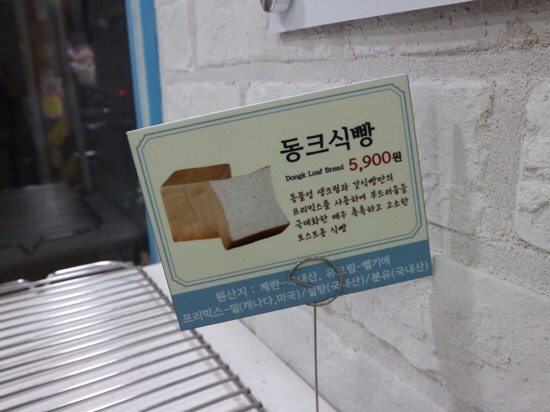 동크식빵
Dongk Loaf Bread 5,900원
동물성 생크림과 갓식빵만의
프리믹스를 사용하여 부드러움을
극대화한 매우 촉촉하고 고소한
토스트용 식빵
원산지 : 계란-국내산, 유크림-벨기에
프리믹스-밀(캐나다,미국)/설탕(국내산)/분유(국내산)